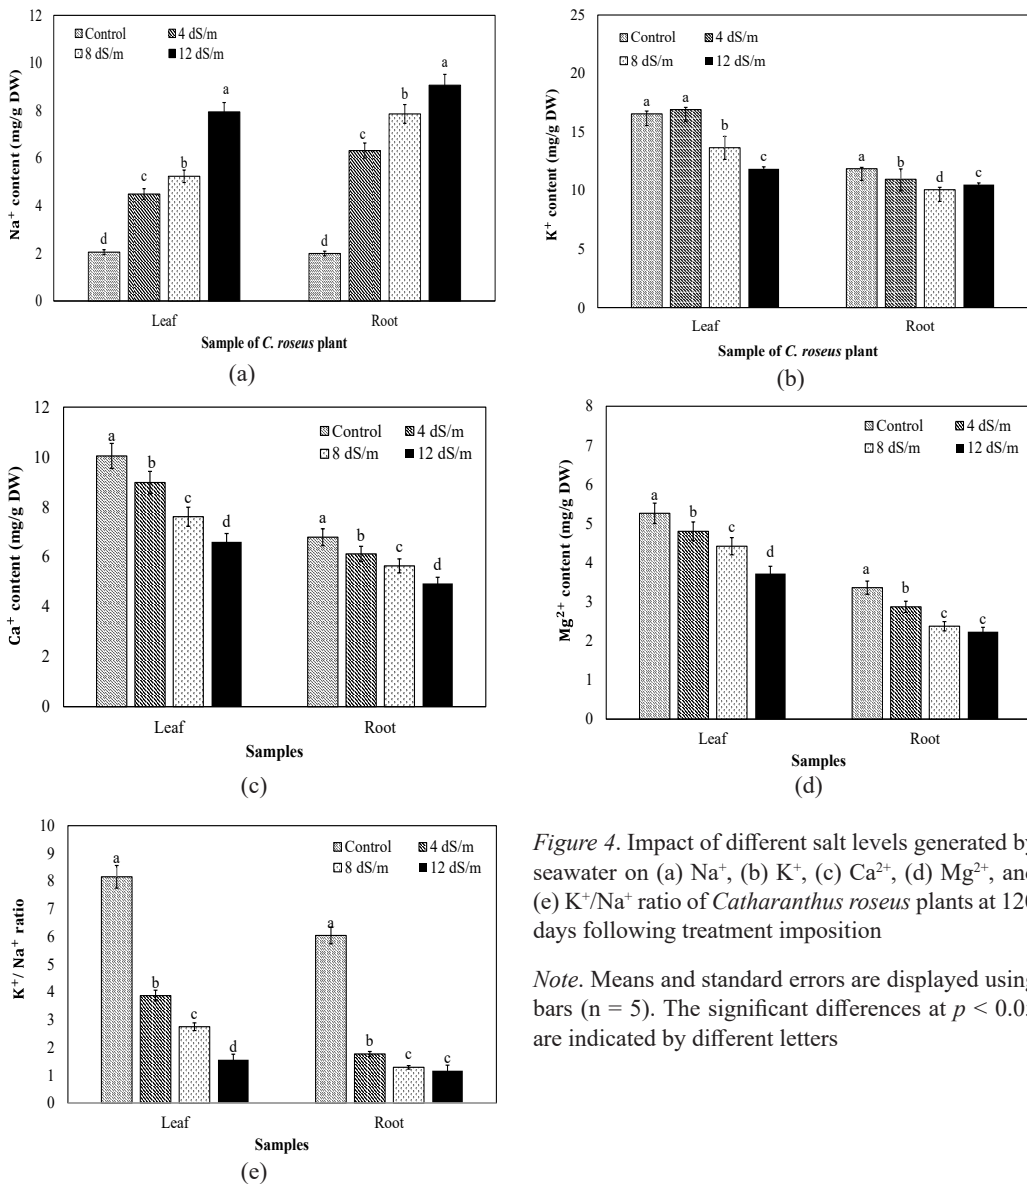 12
10
8
6
4
2
0
Na⁺ content (mg/g DW)
Control 4 dS/m
8 dS/m 12 dS/m
d c b a d c b a
Leaf Root
Sample of C. roseus plant
(a)
25
20
15
10
5
0
K⁺ content (mg/g DW)
Control 4 dS/m
8 dS/m 12 dS/m
a a b c a b d c
Leaf Root
Sample of C. roseus plant
(b)
12
10
8
6
4
2
0
Ca⁺ content (mg/g DW)
Control 4 dS/m
8 dS/m 12 dS/m
a b c d a b c d
Leaf Root
Samples
(c)
8
7
6
5
4
3
2
1
0
Mg²⁺ content (mg/g DW)
Control 4 dS/m
8 dS/m 12 dS/m
a b c d a b c c
Leaf Root
Samples
(d)
10
9
8
7
6
5
4
3
2
1
0
K⁺/ Na⁺ ratio
Control 4 dS/m
8 dS/m 12 dS/m
a b c d a b c c
Leaf Root
Samples
(e)
Figure 4. Impact of different salt levels generated by
seawater on (a) Na⁺, (b) K⁺, (c) Ca²⁺, (d) Mg²⁺, and
(e) K⁺/Na⁺ ratio of Catharanthus roseus plants at 120
days following treatment imposition
Note. Means and standard errors are displayed using
bars (n = 5). The significant differences at p < 0.05
are indicated by different letters